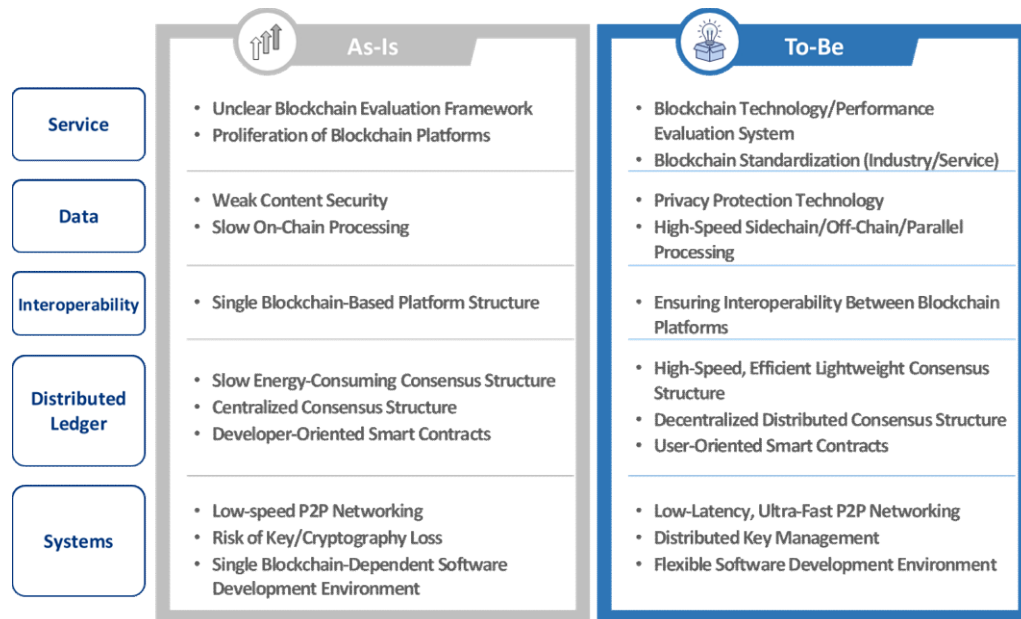 As-Is
To-Be
Service
• Unclear Blockchain Evaluation Framework
• Proliferation of Blockchain Platforms
• Blockchain Technology/Performance
Evaluation System
• Blockchain Standardization (Industry/Service)
Data
• Weak Content Security
• Slow On-Chain Processing
• Privacy Protection Technology
• High-Speed Sidechain/Off-Chain/Parallel
Processing
Interoperability
• Single Blockchain-Based Platform Structure
• Ensuring Interoperability Between Blockchain
Platforms
Distributed
Ledger
• Slow Energy-Consuming Consensus Structure
• Centralized Consensus Structure
• Developer-Oriented Smart Contracts
• High-Speed, Efficient Lightweight Consensus
Structure
• Decentralized Distributed Consensus Structure
• User-Oriented Smart Contracts
Systems
• Low-speed P2P Networking
• Risk of Key/Cryptography Loss
• Single Blockchain-Dependent Software
Development Environment
• Low-Latency, Ultra-Fast P2P Networking
• Distributed Key Management
• Flexible Software Development Environment